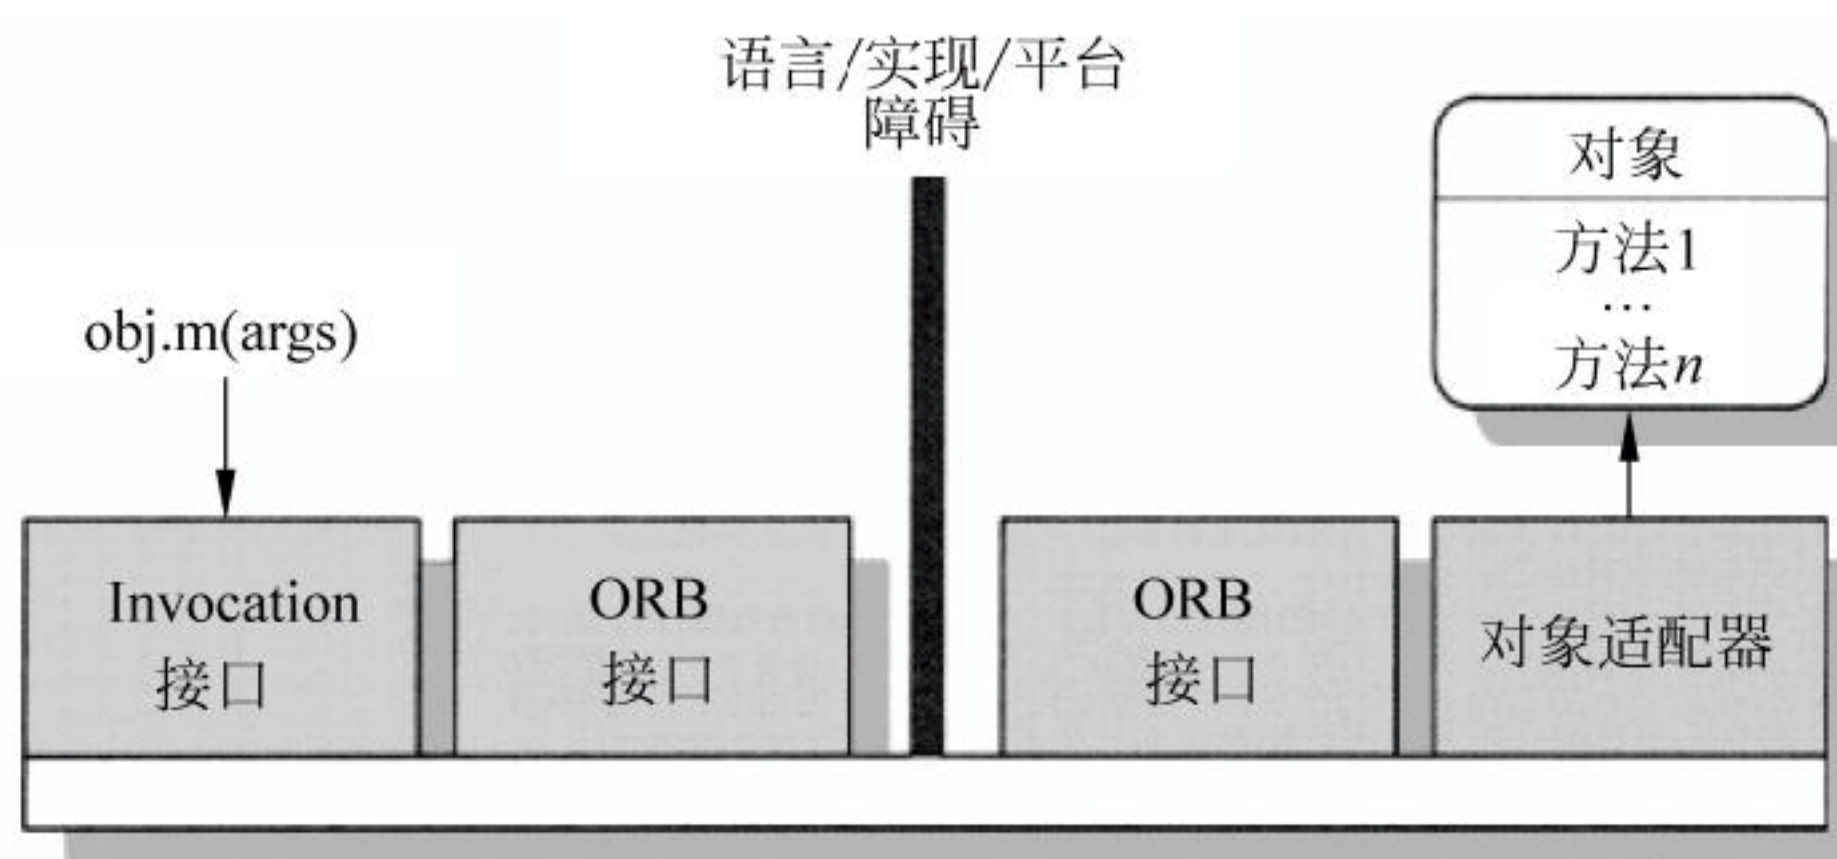 语言/实现/平台
障碍
对象
方法1
…
方法n
obj.m(args)
Invocation
接口
ORB
接口
ORB
接口
对象适配器